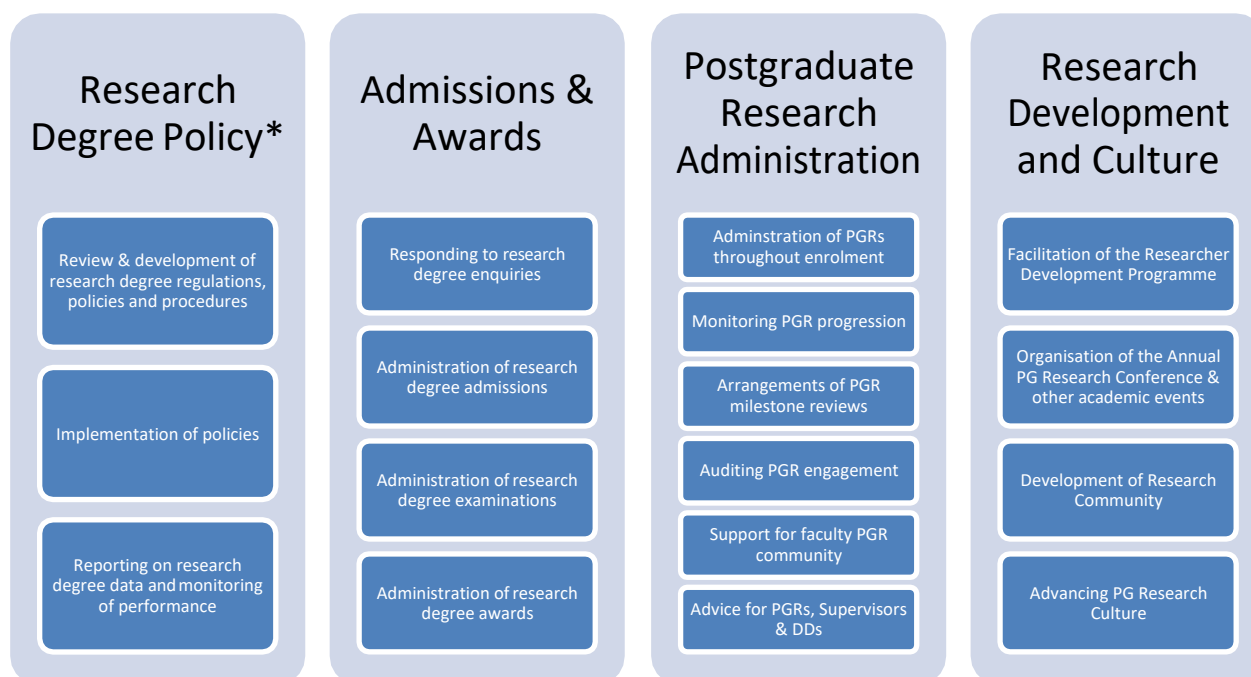 Research
Degree Policy*
Review & development of
research degree regulations,
policies and procedures
Implementation of policies
Reporting on research
degree data and monitoring
of performance
Admissions &
Awards
Responding to research
degree enquiries
Administration of research
degree admissions
Administration of research
degree examinations
Administration of research
degree awards
Postgraduate
Research
Administration
Adminstration of PGRs
throughout enrolment
Monitoring PGR progression
Arrangements of PGR
milestone reviews
Auditing PGR engagement
Support for faculty PGR
community
Advice for PGRs, Supervisors
& DDs
Research
Development
and Culture
Facilitation of the Researcher
Development Programme
Organisation of the Annual
PG Research Conference &
other academic events
Development of Research
Community
Advancing PG Research
Culture